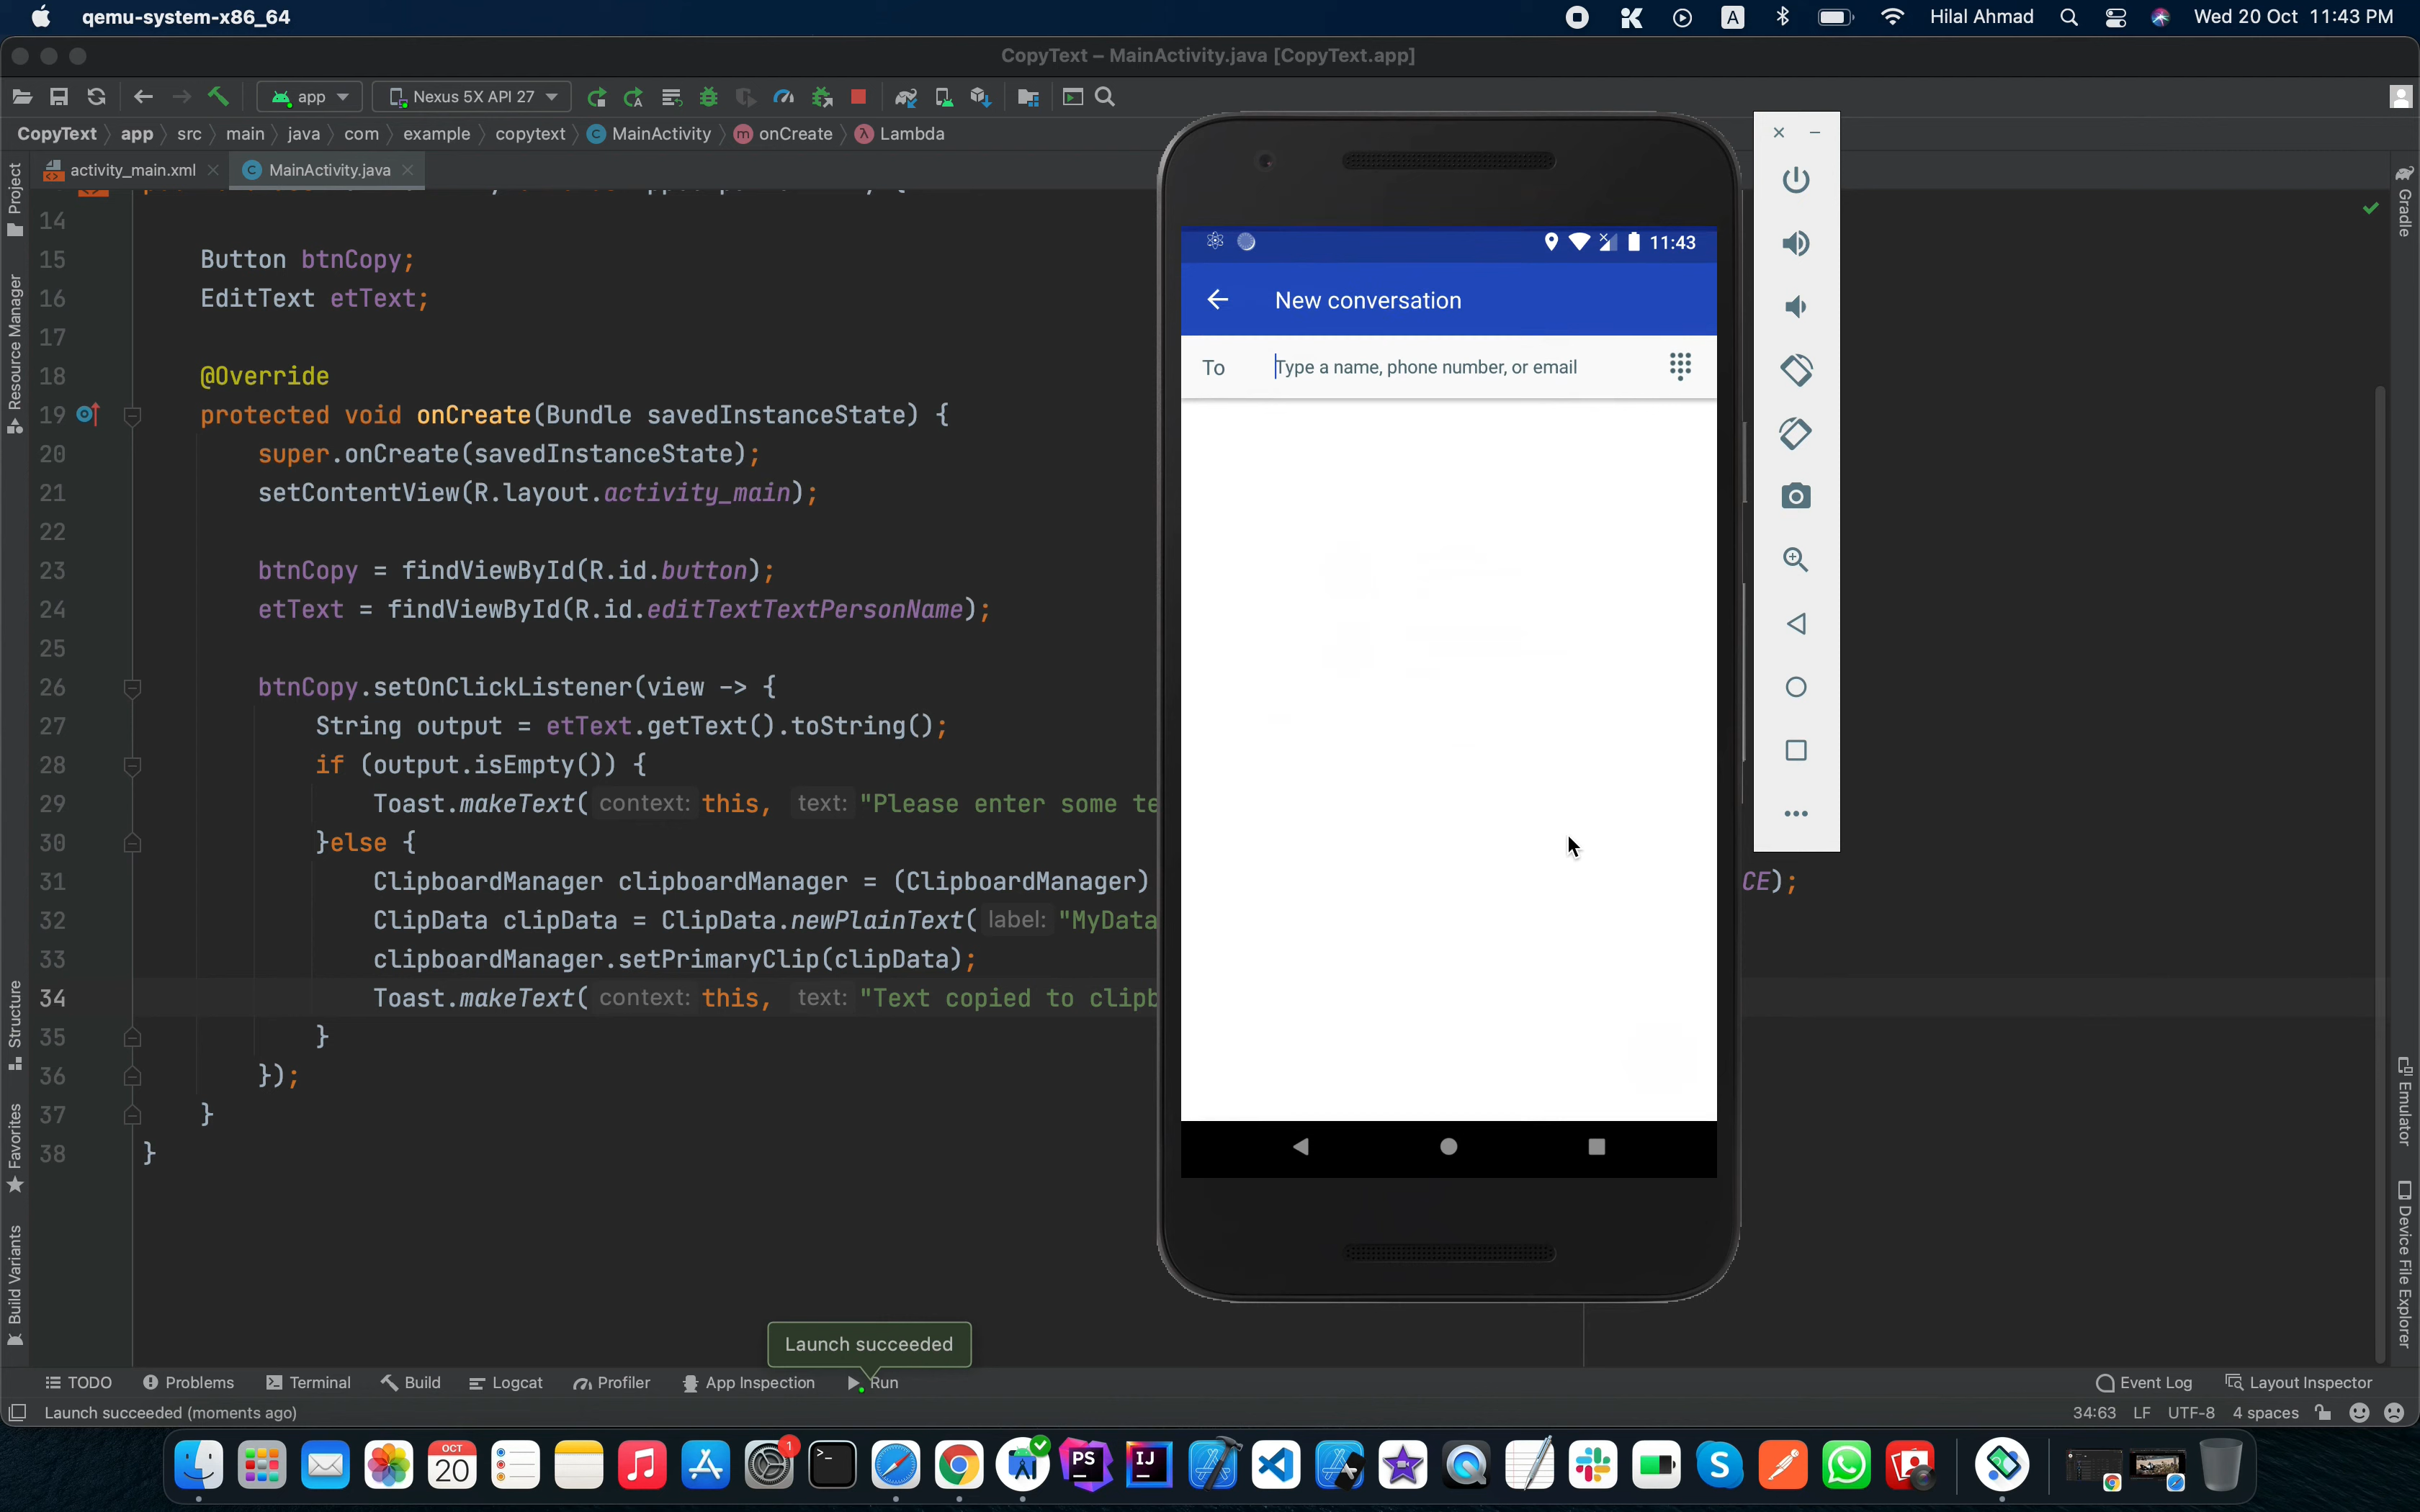 qemu-system-x86_64
A
Hilal Ahmad
Wed 20 Oct 11:43 PM
CopyText – MainActivity.java [CopyText.app]
app
Nexus 5X API 27
CopyText
app
src
main
java
com
example
copytext
C MainActivity
m onCreate
λ Lambda
activity_main.xml
C MainActivity.java
14
15 Button btnCopy;
16 EditText etText;
17
18 @Override
19 protected void onCreate(Bundle savedInstanceState) {
20 super.onCreate(savedInstanceState);
21 setContentView(R.layout.activity_main);
22
23 btnCopy = findViewById(R.id.button);
24 etText = findViewById(R.id.editTextTextPersonName);
25
26 btnCopy.setOnClickListener(view -> {
27 String output = etText.getText().toString();
28 if (output.isEmpty()) {
29 Toast.makeText( context: this, text: "Please enter some te
30 }else {
31 ClipboardManager clipboardManager = (ClipboardManager) CE);
32 ClipData clipData = ClipData.newPlainText( label: "MyData
33 clipboardManager.setPrimaryClip(clipData);
34 Toast.makeText( context: this, text: "Text copied to clipb
35 }
36 });
37 }
38 }
Project
Resource Manager
Structure
Favorites
Build Variants
11:43
New conversation
To
Type a name, phone number, or email
Gradle
Emulator
Device File Explorer
Launch succeeded
TODO
Problems
Terminal
Build
Logcat
Profiler
App Inspection
Run
Event Log
Layout Inspector
Launch succeeded (moments ago)
34:63
LF
UTF-8
4 spaces
OCT
20
1
PS
IJ
S